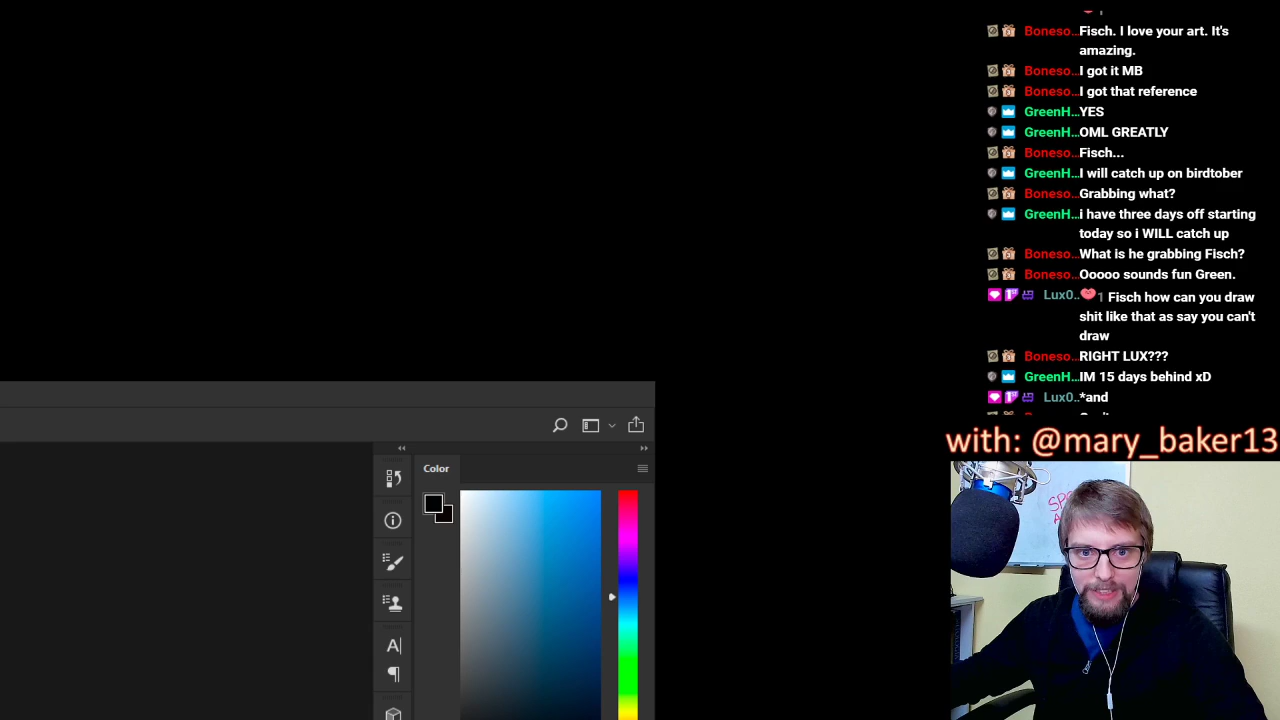 Boneso... Fisch. I love your art. It's
amazing.
Boneso... I got it MB
Boneso... I got that reference
GreenH... YES
GreenH... OML GREATLY
Boneso... Fisch...
GreenH... I will catch up on birdtober
Boneso... Grabbing what?
GreenH... i have three days off starting
today so i WILL catch up
Boneso... What is he grabbing Fisch?
Boneso... Ooooo sounds fun Green.
Lux0.. 1 Fisch how can you draw
shit like that as say you can't
draw
Boneso... RIGHT LUX???
GreenH... IM 15 days behind xD
Lux0.. *and
with: @mary_baker13
Color